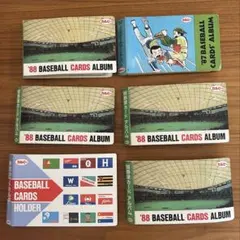 '88 BASEBALL CARDS ALBUM
'87 BASEBALL
CARDS ALBUM
'88 BASEBALL CARDS ALBUM
'88 BASEBALL CARDS ALBUM
BASEBALL
CARDS
HOLDER
H
W
'88 BASEBALL CARDS ALBUM